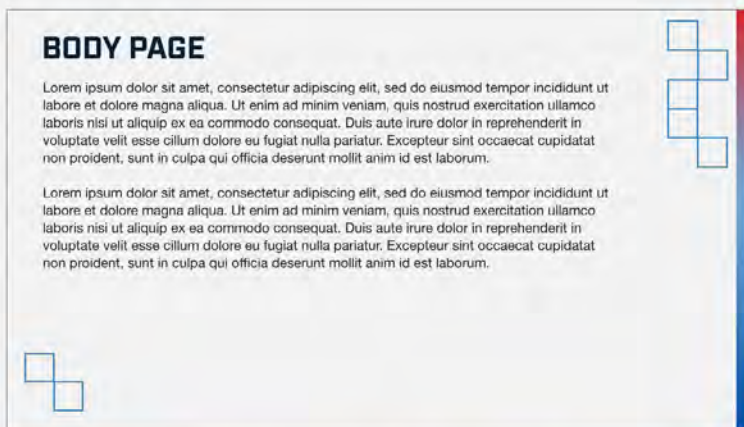 BODY PAGE
Lorem ipsum dolor sit amet, consectetur adipiscing elit, sed do eiusmod tempor incididunt ut
labore et dolore magna aliqua. Ut enim ad minim veniam, quis nostrud exercitation ullamco
laboris nisi ut aliquip ex ea commodo consequat. Duis aute irure dolor in reprehenderit in
voluptate velit esse cillum dolore eu fugiat nulla pariatur. Excepteur sint occaecat cupidatat
non proident, sunt in culpa qui officia deserunt mollit anim id est laborum.
Lorem ipsum dolor sit amet, consectetur adipiscing elit, sed do eiusmod tempor incididunt ut
labore et dolore magna aliqua. Ut enim ad minim veniam, quis nostrud exercitation ullamco
laboris nisi ut aliquip ex ea commodo consequat. Duis aute irure dolor in reprehenderit in
voluptate velit esse cillum dolore eu fugiat nulla pariatur. Excepteur sint occaecat cupidatat
non proident, sunt in culpa qui officia deserunt mollit anim id est laborum.